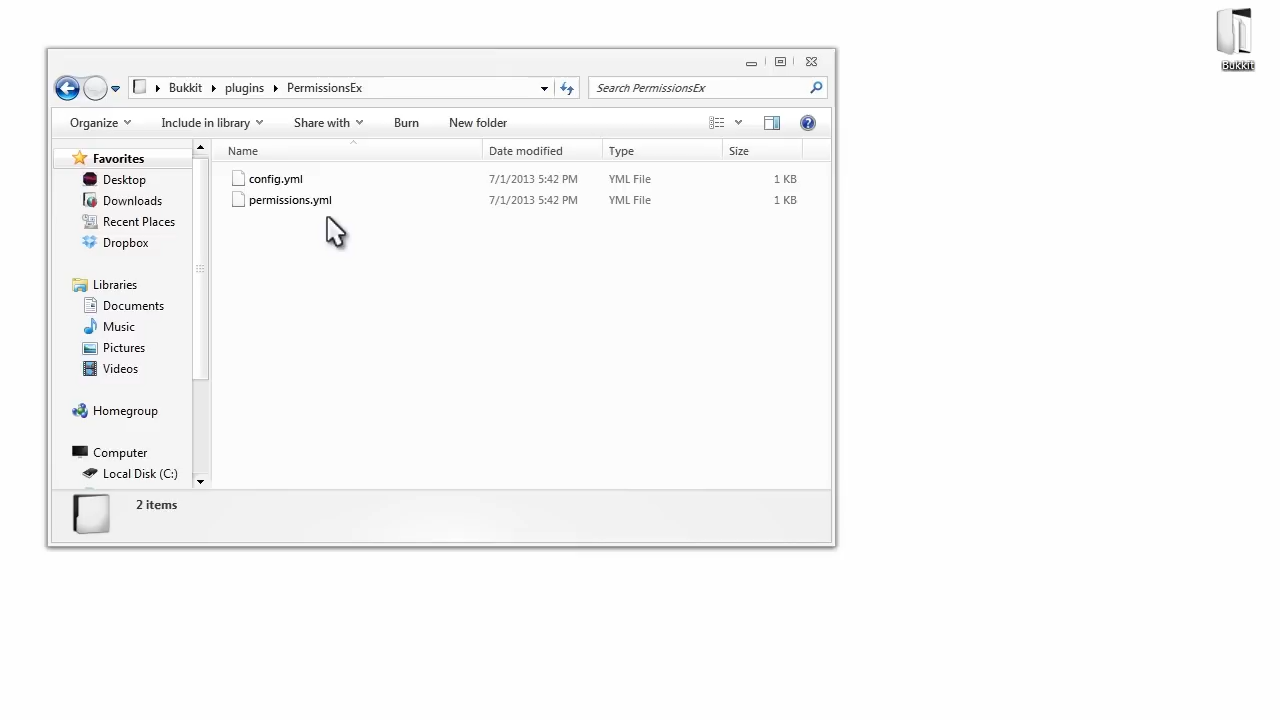 Bukkit
Bukkit plugins PermissionsEx
Search PermissionsEx
Organize Include in library Share with Burn New folder
Name Date modified Type Size
config.yml 7/1/2013 5:42 PM YML File 1 KB
permissions.yml 7/1/2013 5:42 PM YML File 1 KB
Favorites
Desktop
Downloads
Recent Places
Dropbox
Libraries
Documents
Music
Pictures
Videos
Homegroup
Computer
Local Disk (C:)
2 items